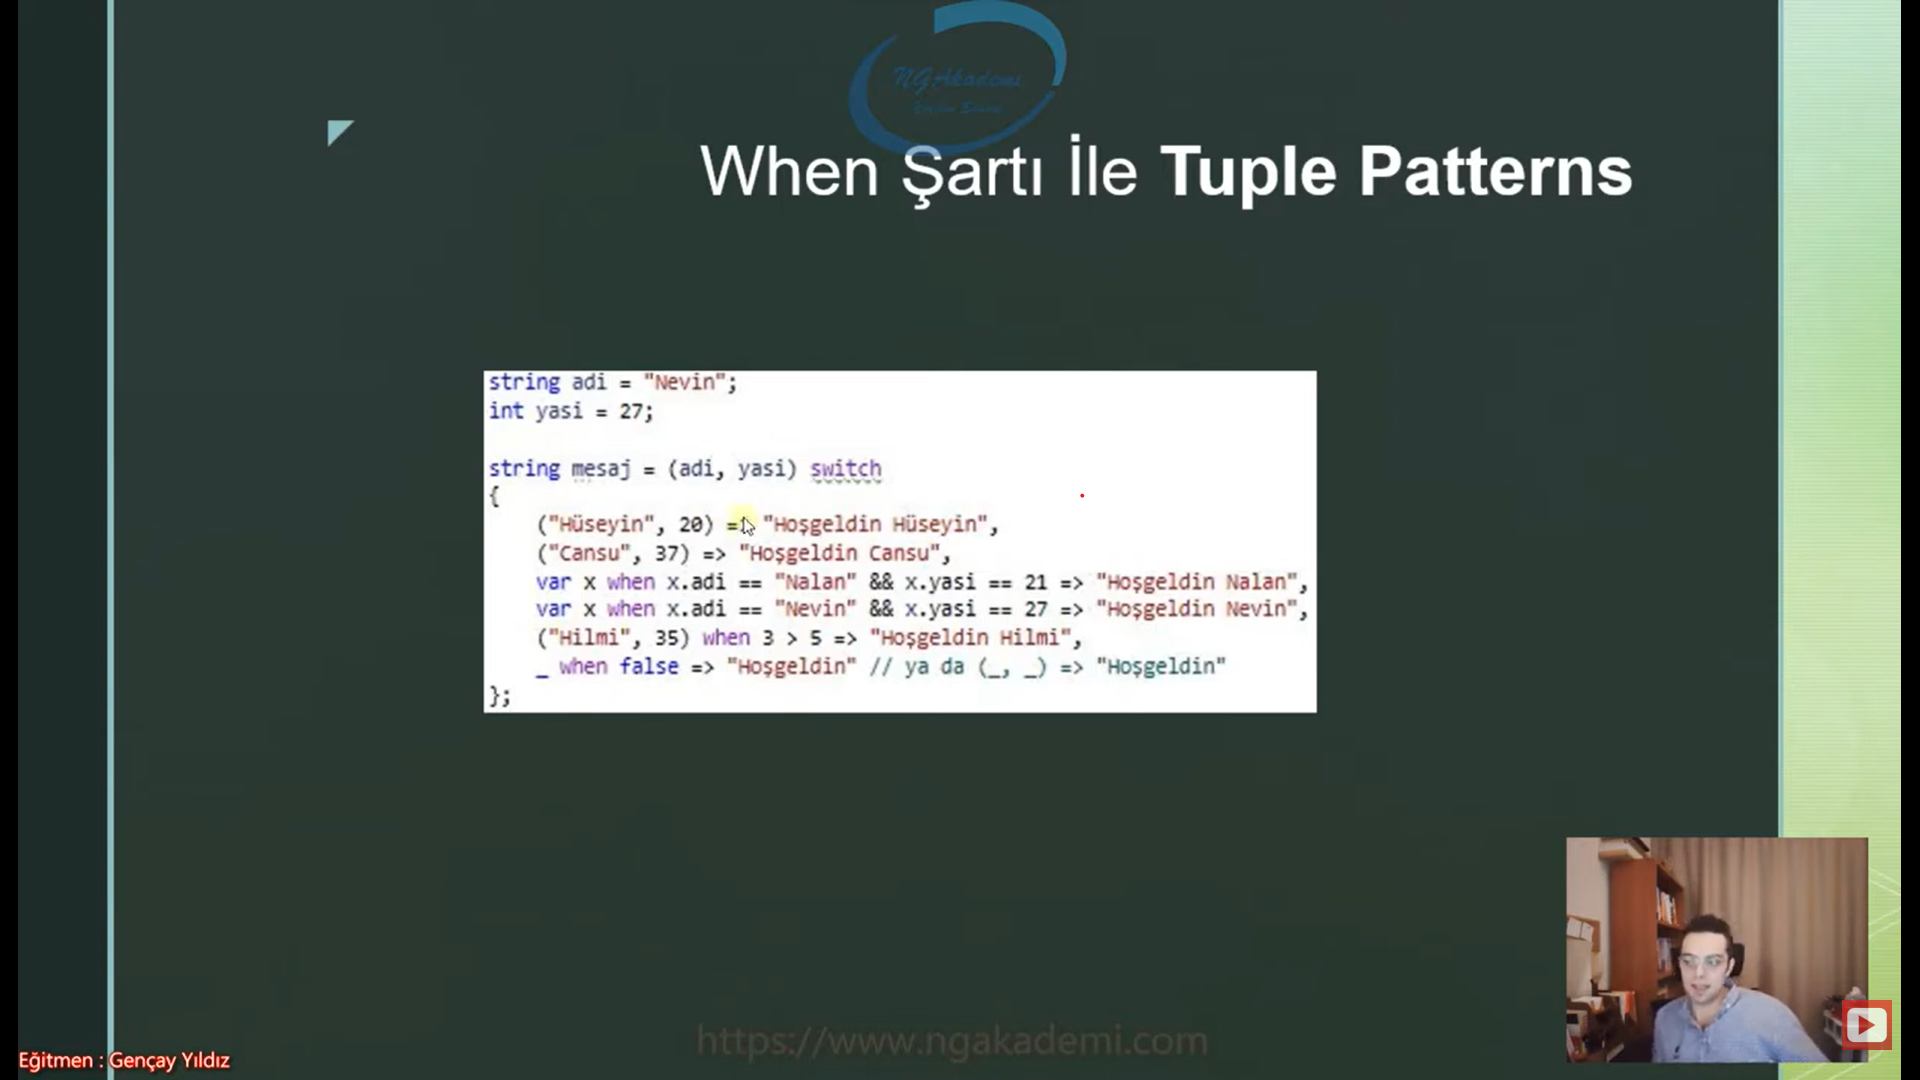 NGAkademi
When Şartı İle Tuple Patterns
string adi = "Nevin";
int yasi = 27;
string mesaj = (adi, yasi) switch
{
("Hüseyin", 20) => "Hoşgeldin Hüseyin",
("Cansu", 37) => "Hoşgeldin Cansu",
var x when x.adi == "Nalan" && x.yasi == 21 => "Hoşgeldin Nalan",
var x when x.adi == "Nevin" && x.yasi == 27 => "Hoşgeldin Nevin",
("Hilmi", 35) when 3 > 5 => "Hoşgeldin Hilmi",
_ when false => "Hoşgeldin" // ya da (_, _) => "Hoşgeldin"
};
https://www.ngakademi.com
Eğitmen : Gençay Yıldız